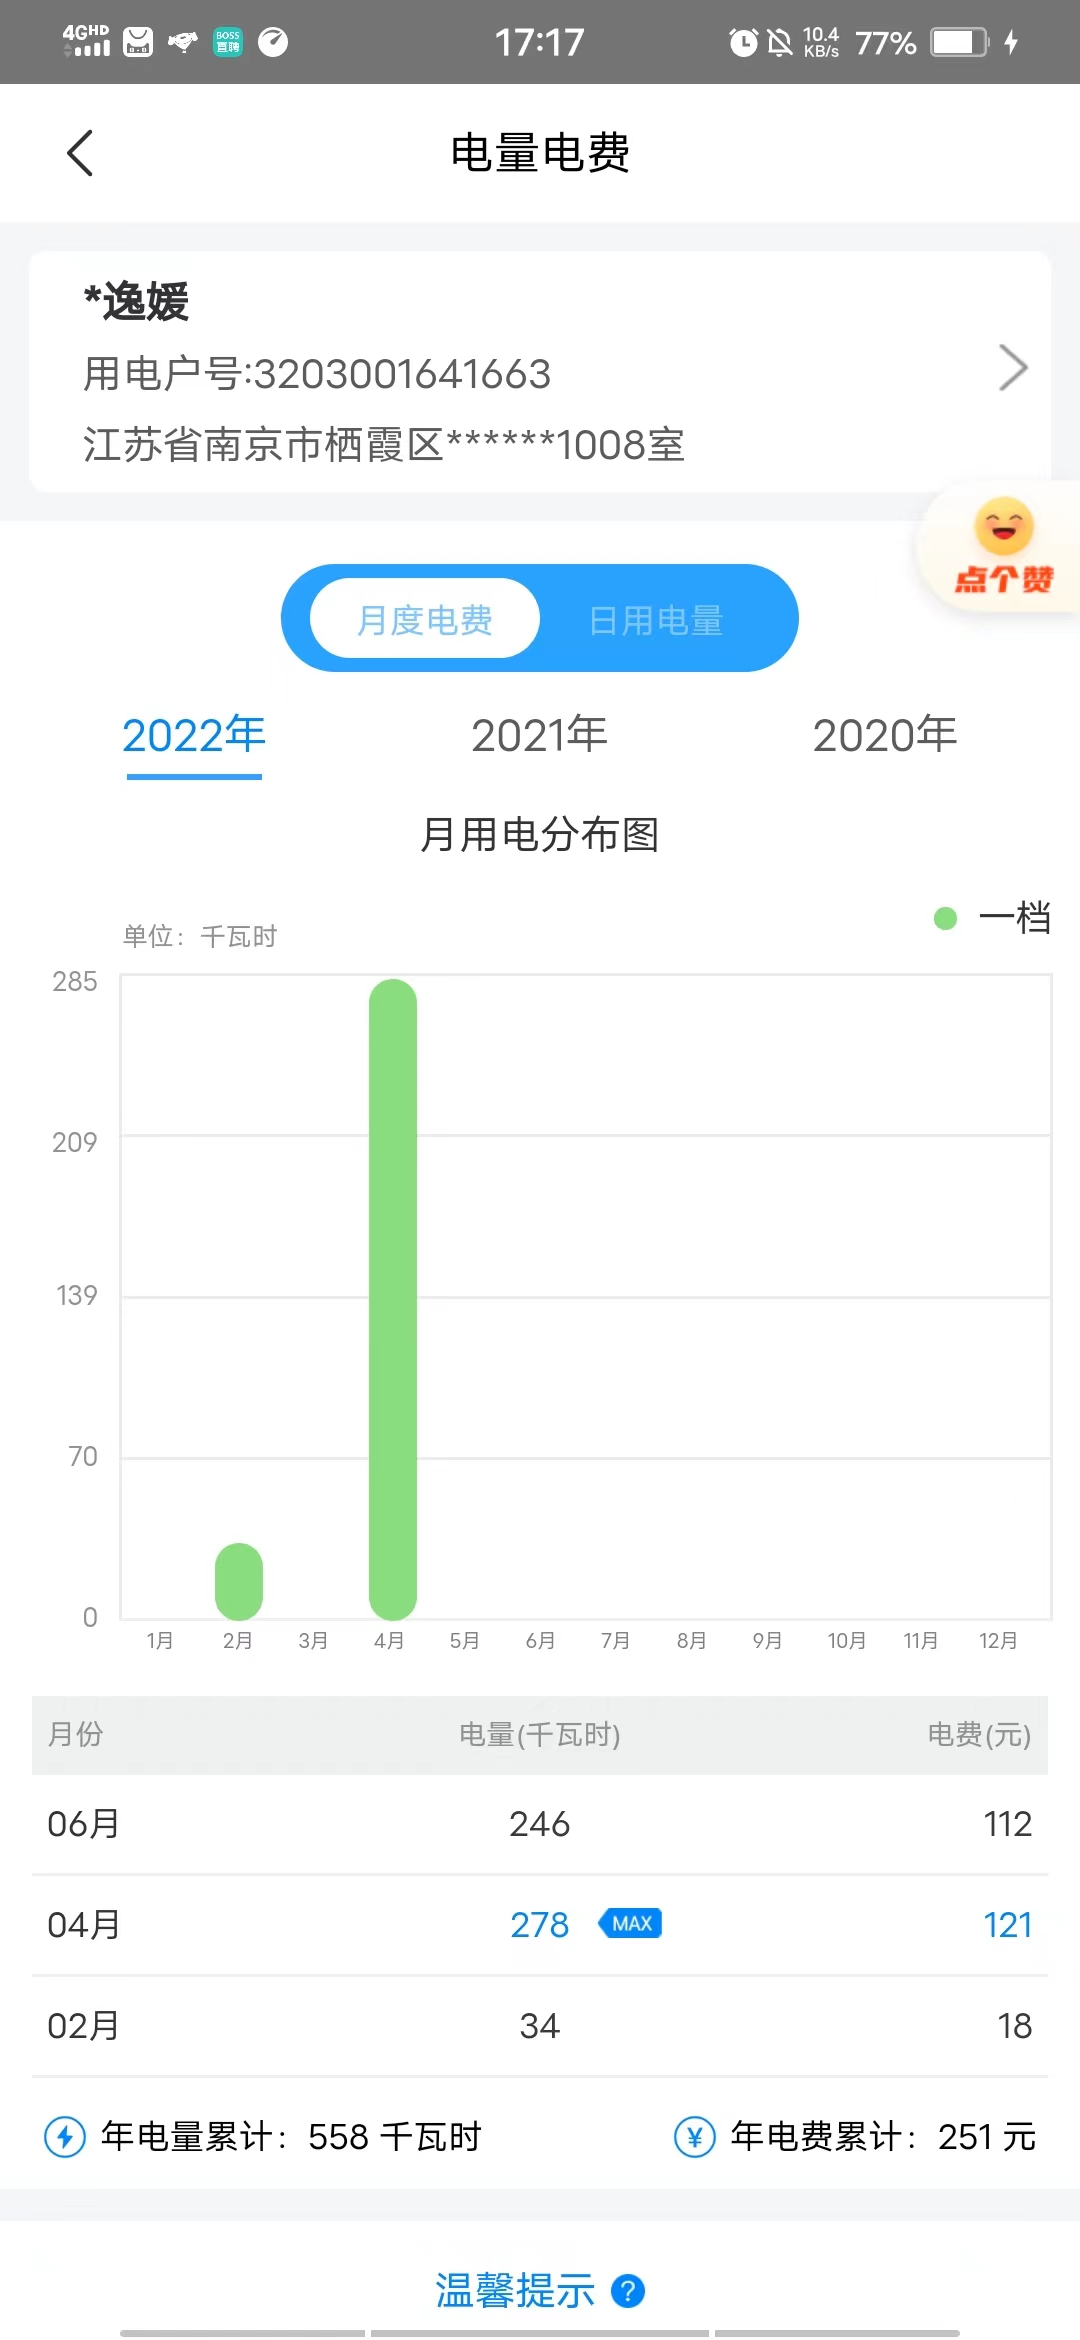 4GHD
BOSS
直聘
17:17
10.4
KB/s
77%
电量电费
*逸媛
用电户号:3203001641663
江苏省南京市栖霞区******1008室
点个赞
月度电费 日用电量
2022年 2021年 2020年
月用电分布图
单位：千瓦时
一档
285
209
139
70
0
1月 2月 3月 4月 5月 6月 7月 8月 9月 10月 11月 12月
月份 电量(千瓦时) 电费(元)
06月 246 112
04月 278 MAX 121
02月 34 18
年电量累计：558 千瓦时 ¥ 年电费累计：251 元
温馨提示 ?